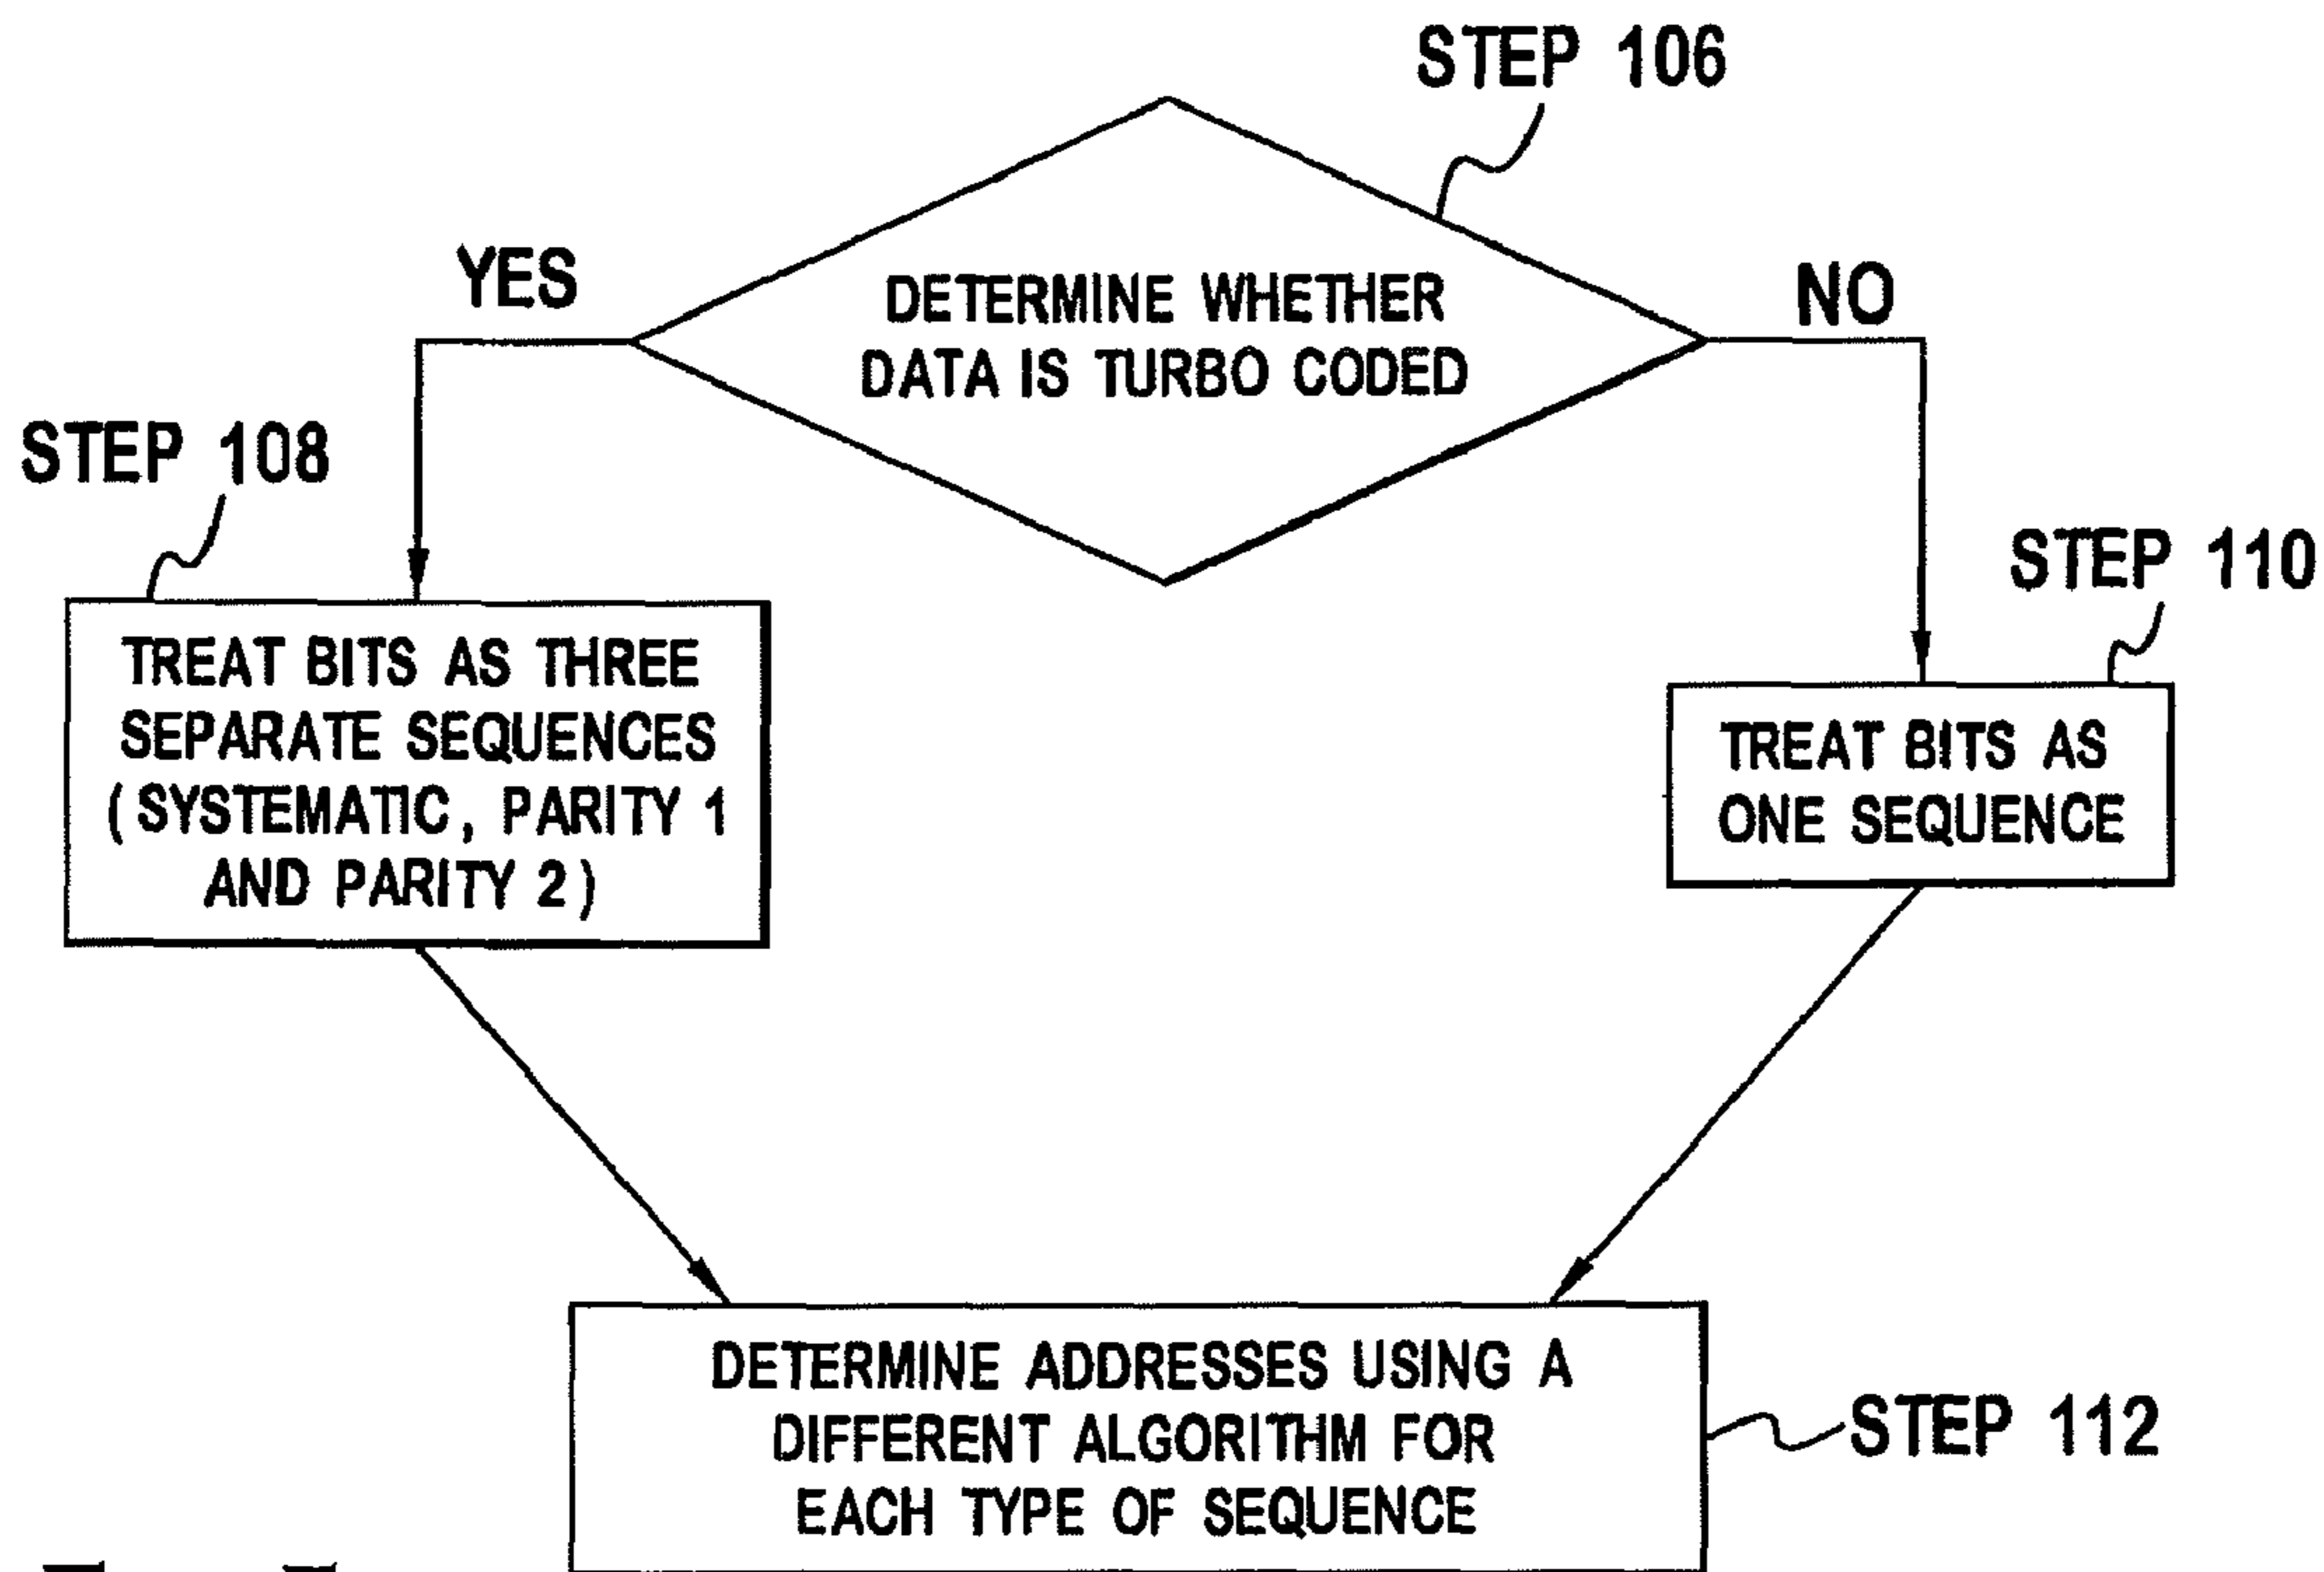 STEP 106
YES
DETERMINE WHETHER
DATA IS TURBO CODED
NO
STEP 108
STEP 110
TREAT BITS AS THREE
SEPARATE SEQUENCES
(SYSTEMATIC, PARITY 1
AND PARITY 2)
TREAT BITS AS
ONE SEQUENCE
DETERMINE ADDRESSES USING A
DIFFERENT ALGORITHM FOR
EACH TYPE OF SEQUENCE
STEP 112